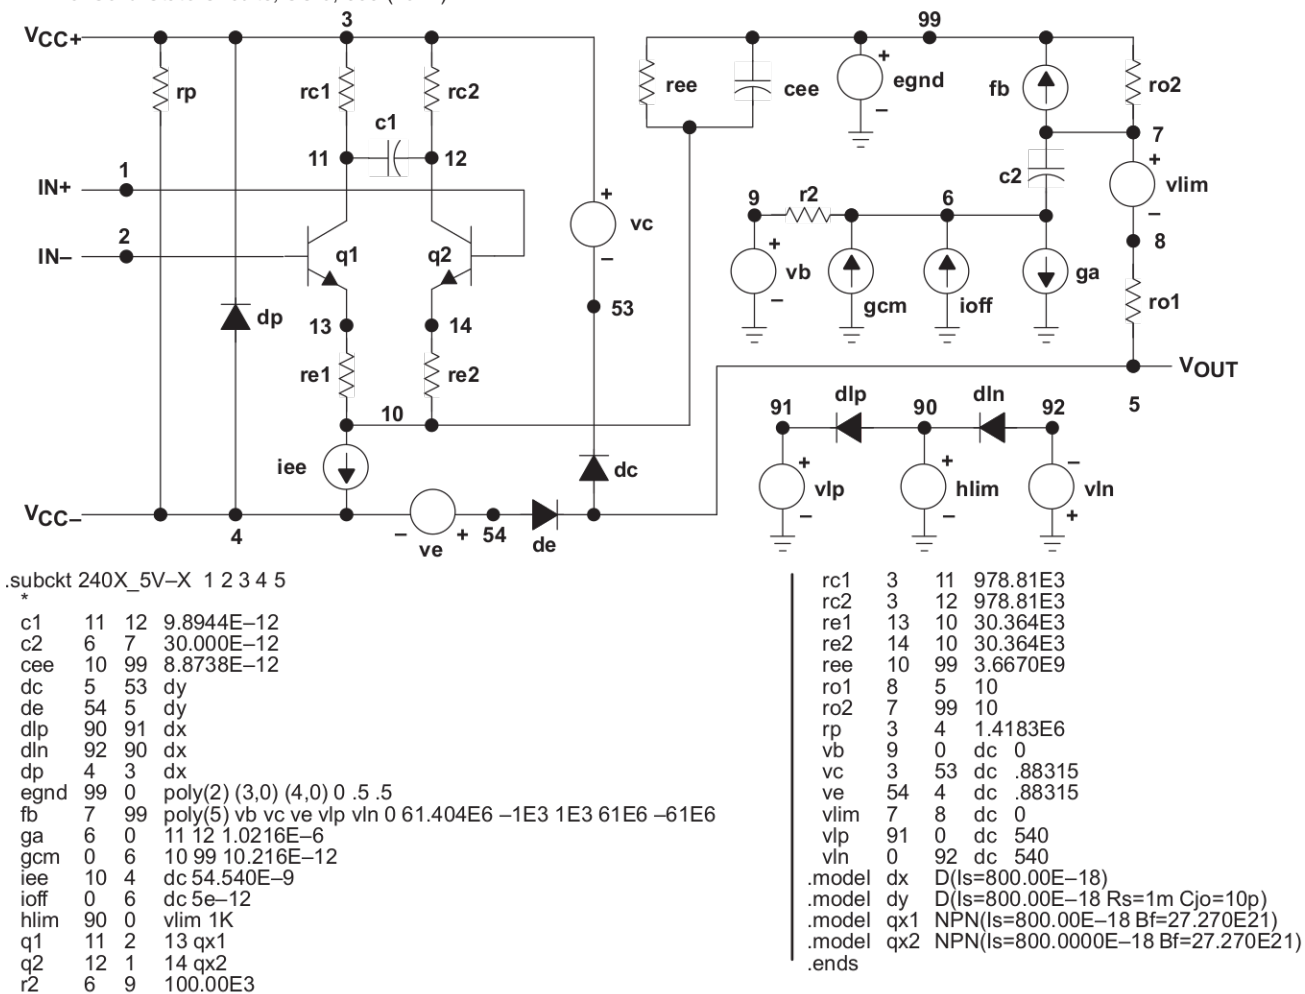 3
99
VCC+
rp
rc1
rc2
ree
cee
egnd
fb
ro2
c1
11
12
7
c2
vlim
1
IN+
9
r2
6
8
2
IN–
q1
q2
vc
vb
gcm
ioff
ga
ro1
53
dp
13
14
re1
re2
VOUT
10
5
dlp
dln
91
90
92
iee
dc
vlp
hlim
vln
VCC–
4
ve
54
de
.subckt 240X_5V–X 1 2 3 4 5
*
c1 11 12 9.8944E–12
c2 6 7 30.000E–12
cee 10 99 8.8738E–12
dc 5 53 dy
de 54 5 dy
dlp 90 91 dx
dln 92 90 dx
dp 4 3 dx
egnd 99 0 poly(2) (3,0) (4,0) 0 .5 .5
fb 7 99 poly(5) vb vc ve vlp vln 0 61.404E6 –1E3 1E3 61E6 –61E6
ga 6 0 11 12 1.0216E–6
gcm 0 6 10 99 10.216E–12
iee 10 4 dc 54.540E–9
ioff 0 6 dc 5e–12
hlim 90 0 vlim 1K
q1 11 2 13 qx1
q2 12 1 14 qx2
r2 6 9 100.00E3
rc1 3 11 978.81E3
rc2 3 12 978.81E3
re1 13 10 30.364E3
re2 14 10 30.364E3
ree 10 99 3.6670E9
ro1 8 5 10
ro2 7 99 10
rp 3 4 1.4183E6
vb 9 0 dc 0
vc 3 53 dc .88315
ve 54 4 dc .88315
vlim 7 8 dc 0
vlp 91 0 dc 540
vln 0 92 dc 540
.model dx D(Is=800.00E–18)
.model dy D(Is=800.00E–18 Rs=1m Cjo=10p)
.model qx1 NPN(Is=800.00E–18 Bf=27.270E21)
.model qx2 NPN(Is=800.0000E–18 Bf=27.270E21)
.ends